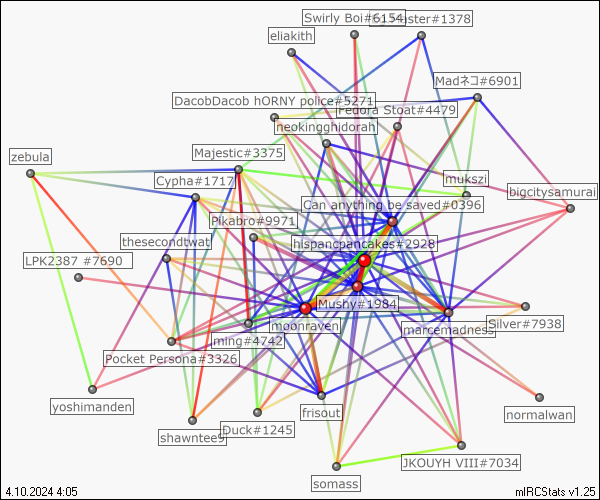 Swirly Boi#6154
ster#1378
eliakith
Madネコ#6901
DacobDacob hORNY police#5271
Fedora Stoat#4479
neokingghidorah
Majestic#3375
zebula
mukszi
Cypha#1717
bigcitysamurai
Can anything be saved#0396
Pikabro#9971
thesecondtwat
hispancpancakes#2928
LPK2387 #7690
Mushy#1984
moonraven
marcemadness
Silver#7938
ming#4742
Pocket Persona#3326
yoshimanden
frisout
normalwan
shawntee9
Duck#1245
JKOUYH VIII#7034
somass
4.10.2024 4:05
mIRCStats v1.25